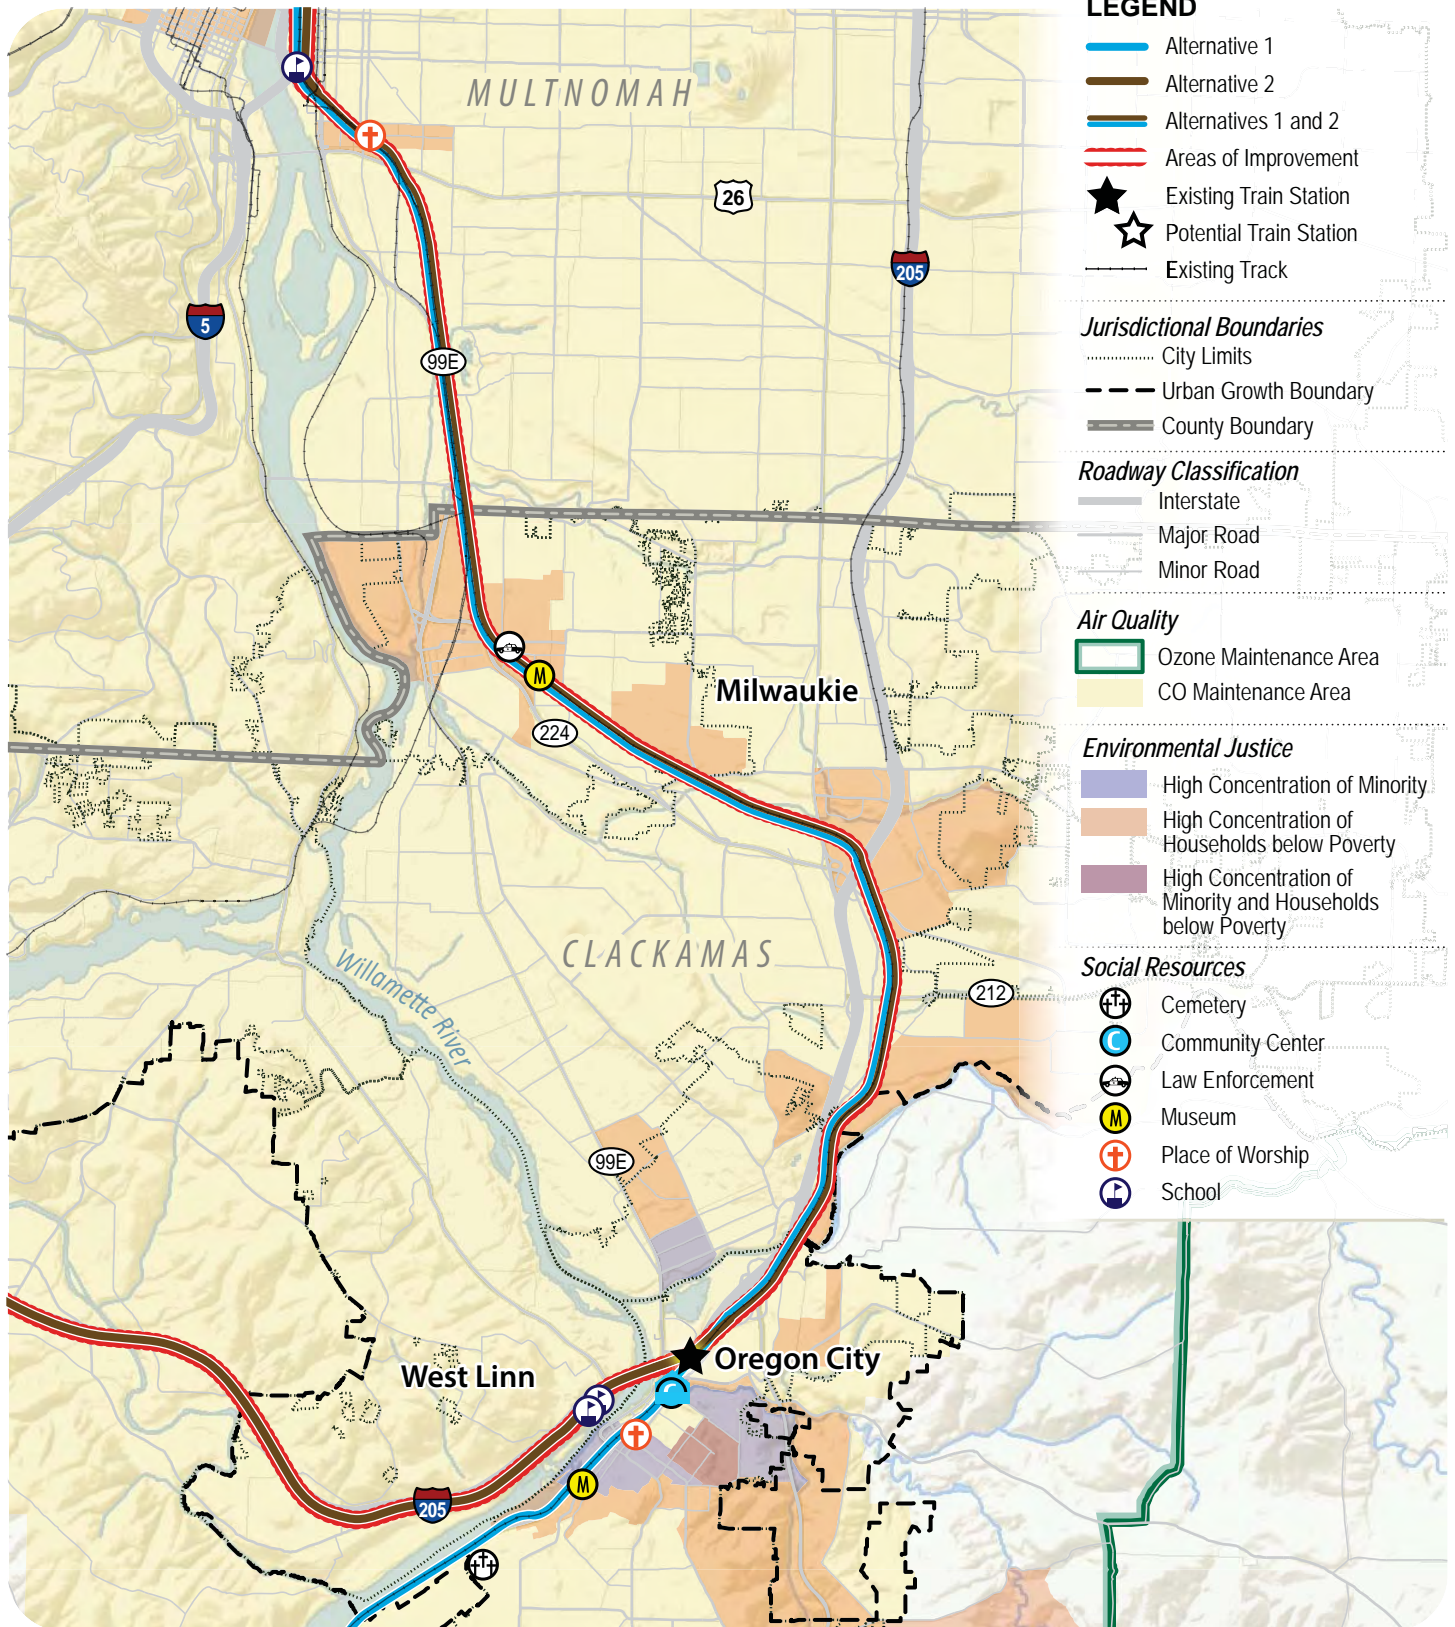 LEGEND
Alternative 1
Alternative 2
Alternatives 1 and 2
Areas of Improvement
Existing Train Station
Potential Train Station
Existing Track
Jurisdictional Boundaries
City Limits
Urban Growth Boundary
County Boundary
Roadway Classification
Interstate
Major Road
Minor Road
Air Quality
Ozone Maintenance Area
CO Maintenance Area
Environmental Justice
High Concentration of Minority
High Concentration of
Households below Poverty
High Concentration of
Minority and Households
below Poverty
Social Resources
Cemetery
C
Community Center
Law Enforcement
M
Museum
Place of Worship
School
MULTNOMAH
26
205
5
99E
M
Milwaukie
224
CLACKAMAS
212
Willamette River
99E
Oregon City
West Linn
C
M
205